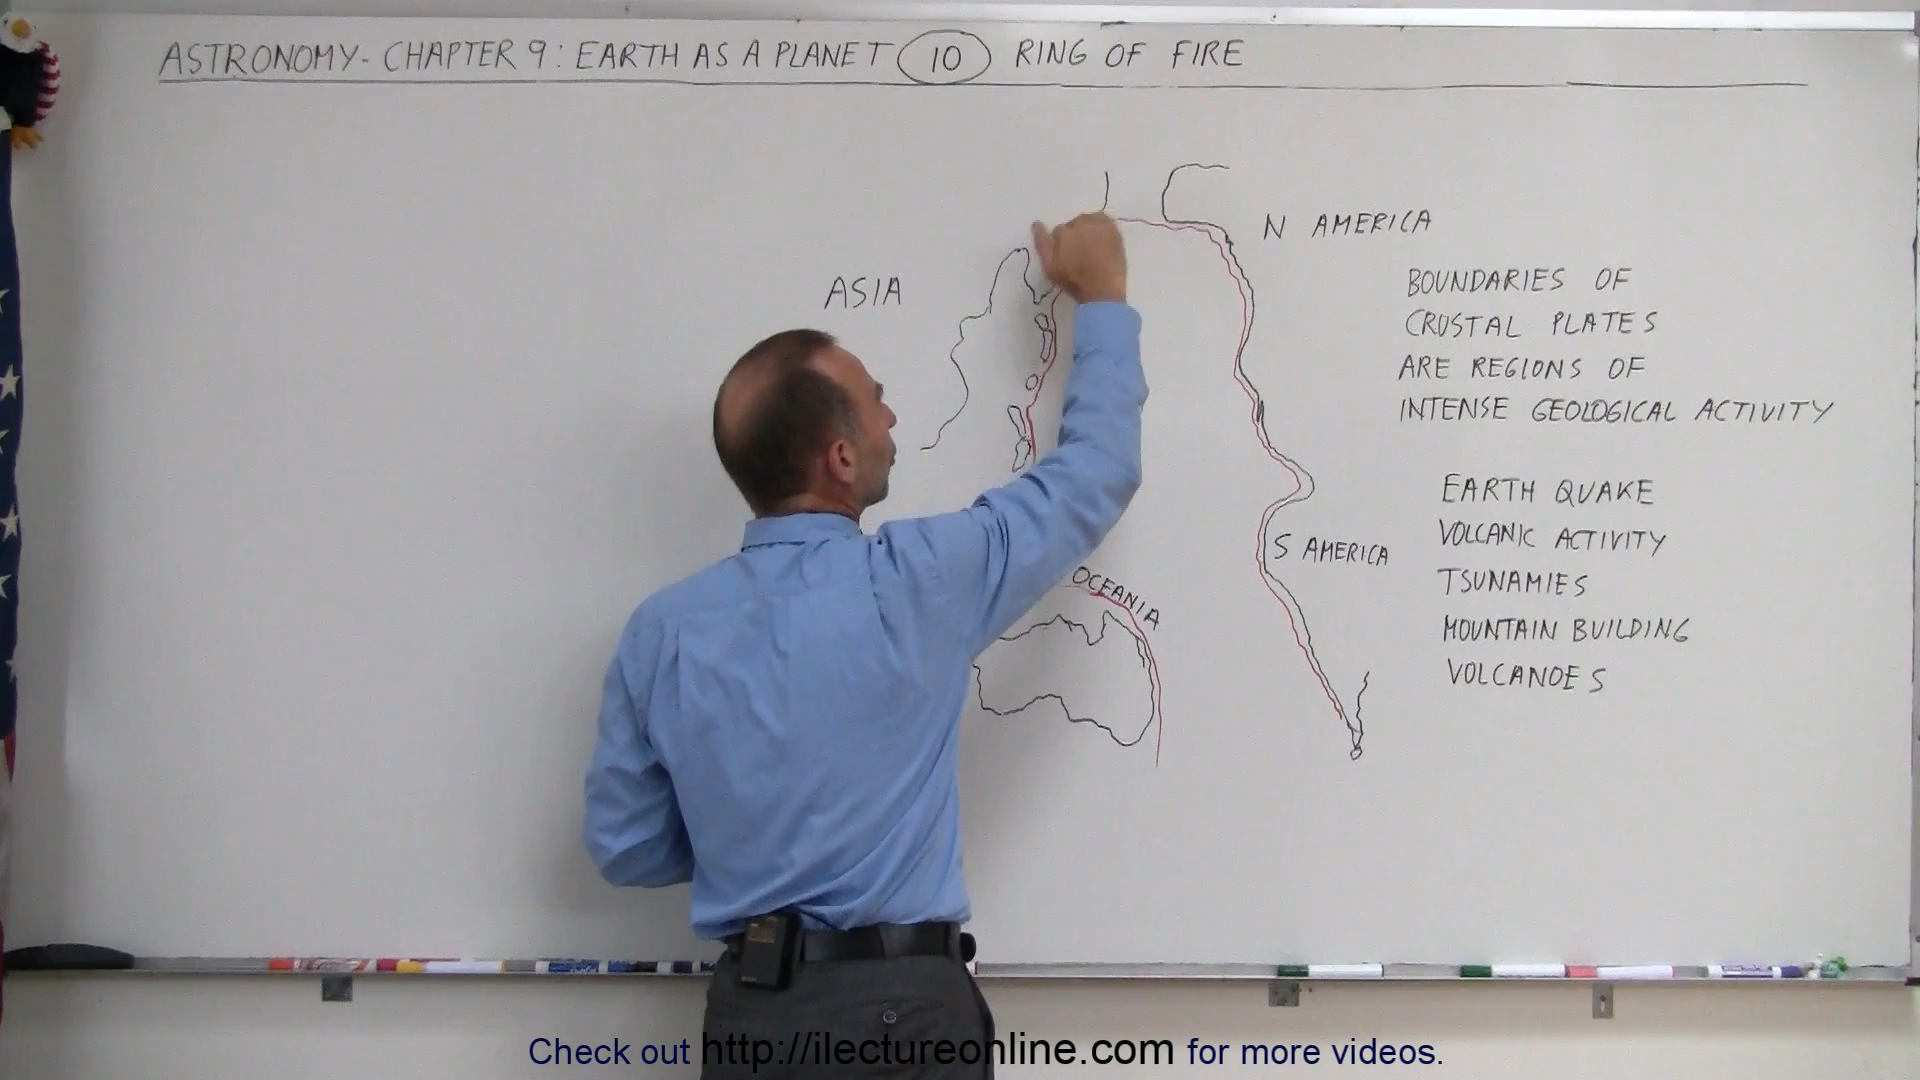 ASTRONOMY - CHAPTER 9 : EARTH AS A PLANET 10 RING OF FIRE
N AMERICA
ASIA
BOUNDARIES OF
CRUSTAL PLATES
ARE REGIONS OF
INTENSE GEOLOGICAL ACTIVITY
EARTH QUAKE
VOLCANIC ACTIVITY
S AMERICA
OCEANIA
TSUNAMIES
MOUNTAIN BUILDING
VOLCANOES
Check out http://ilectureonline.com for more videos.